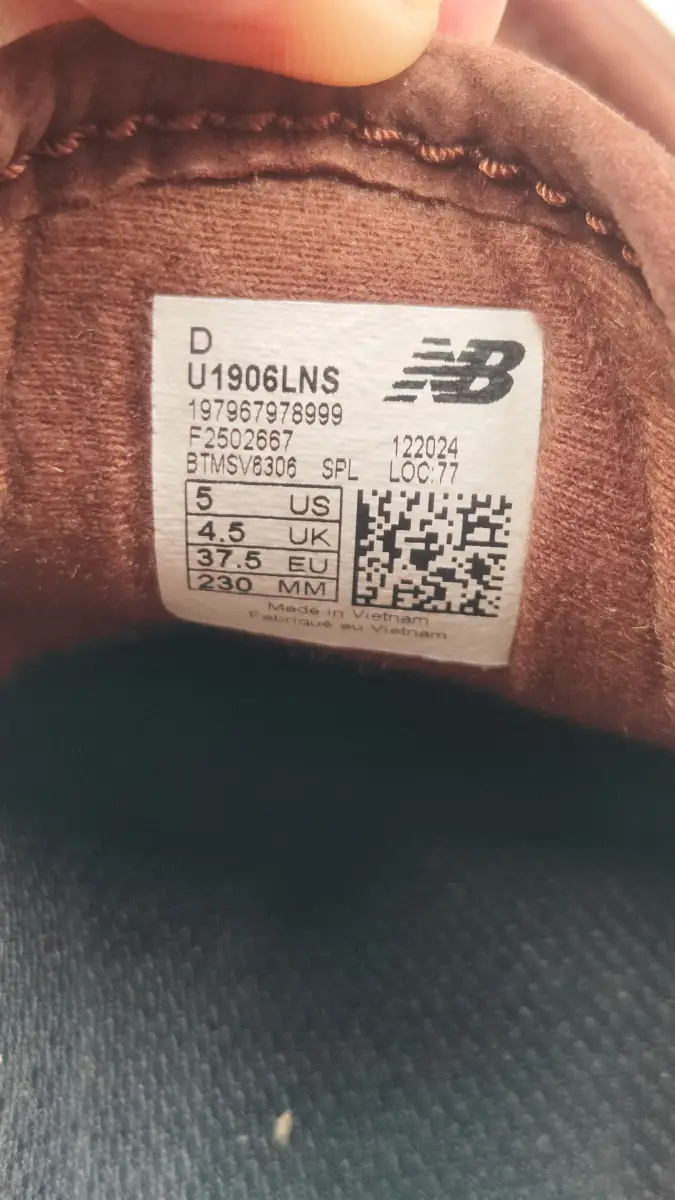 D
NB
U1906LNS
197967978999
F2502667 122024
BTMSV6306 SPL LOC:77
5 US
4.5 UK
37.5 EU
230 MM
Made in Vietnam
Fabriqué au Vietnam